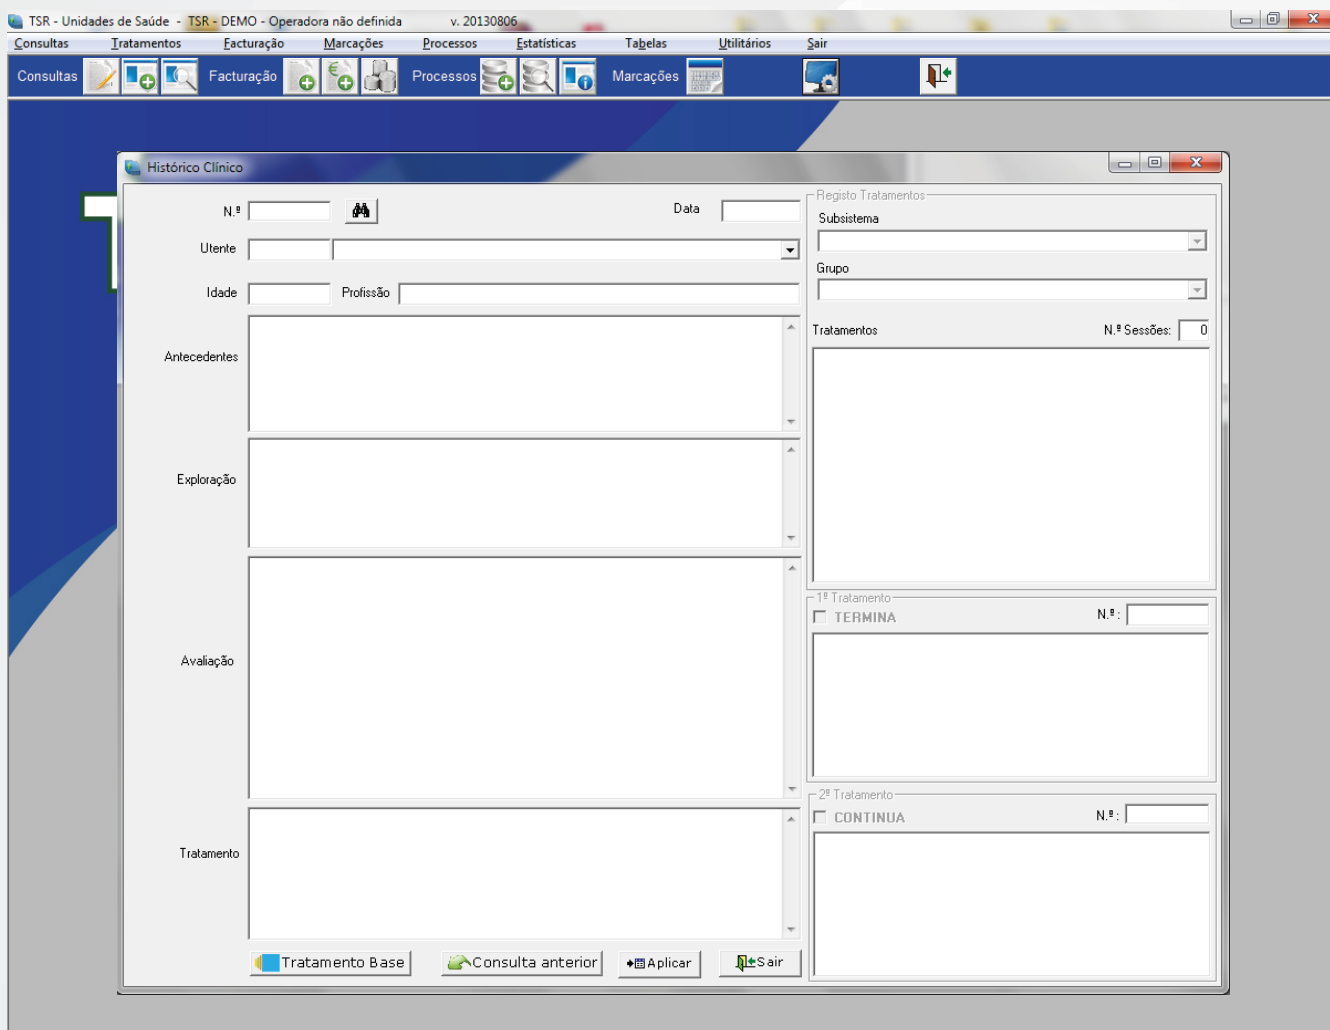 TSR - Unidades de Saúde - TSR - DEMO - Operadora não definida v. 20130806
Consultas Tratamentos Facturação Marcações Processos Estatísticas Tabelas Utilitários Sair
Consultas Facturação Processos Marcações
Histórico Clínico
N.º Data
Utente
Idade Profissão
Antecedentes
Exploração
Avaliação
Tratamento
Tratamento Base Consulta anterior Aplicar Sair
Registo Tratamentos
Subsistema
Grupo
Tratamentos N.º Sessões: 0
1º Tratamento
TERMINA N.º :
2º Tratamento
CONTINUA N.º :
T